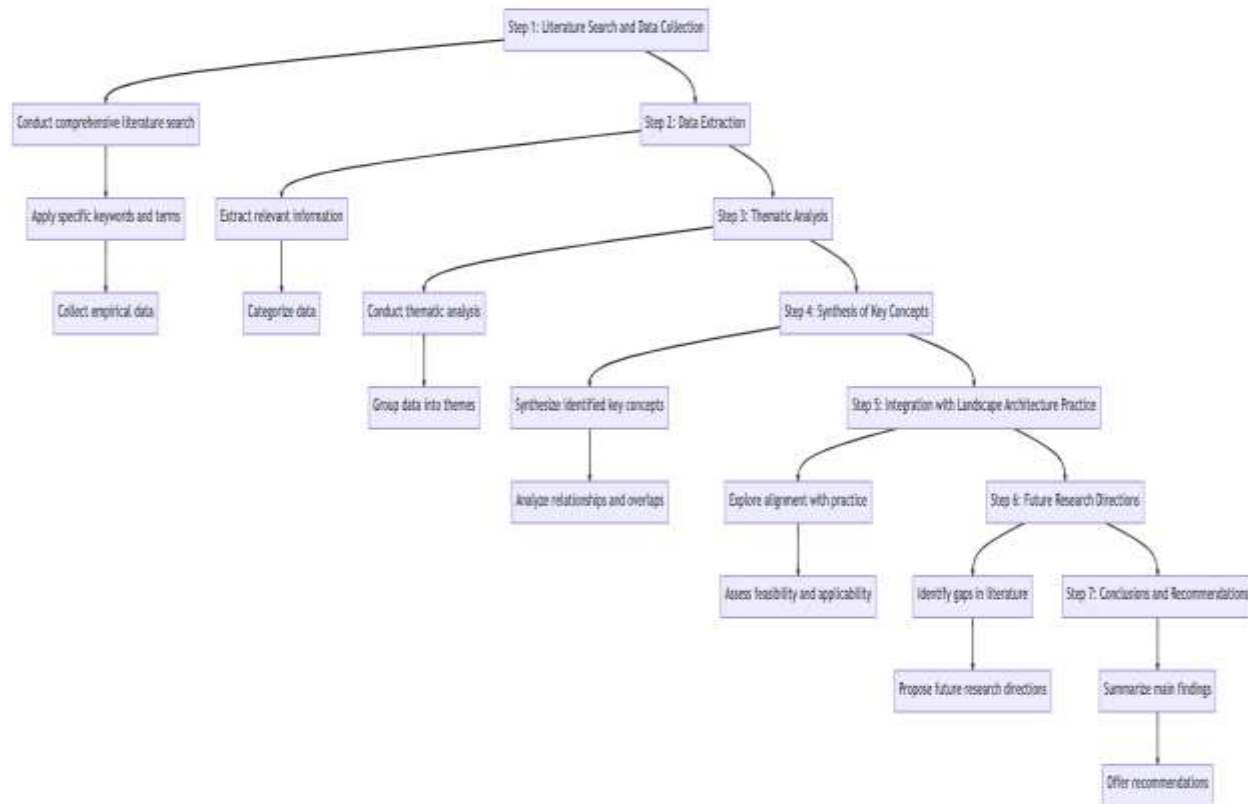 Step 1: Literature Search and Data Collection
Conduct comprehensive literature search
Step 2: Data Extraction
Apply specific keywords and terms
Extract relevant information
Step 3: Thematic Analysis
Collect empirical data
Categorize data
Conduct thematic analysis
Step 4: Synthesis of Key Concepts
Group data into themes
Synthesize identified key concepts
Step 5: Integration with Landscape Architecture Practice
Analyze relationships and overlaps
Explore alignment with practice
Step 6: Future Research Directions
Assess feasibility and applicability
Identify gaps in literature
Step 7: Conclusions and Recommendations
Propose future research directions
Summarize main findings
Offer recommendations